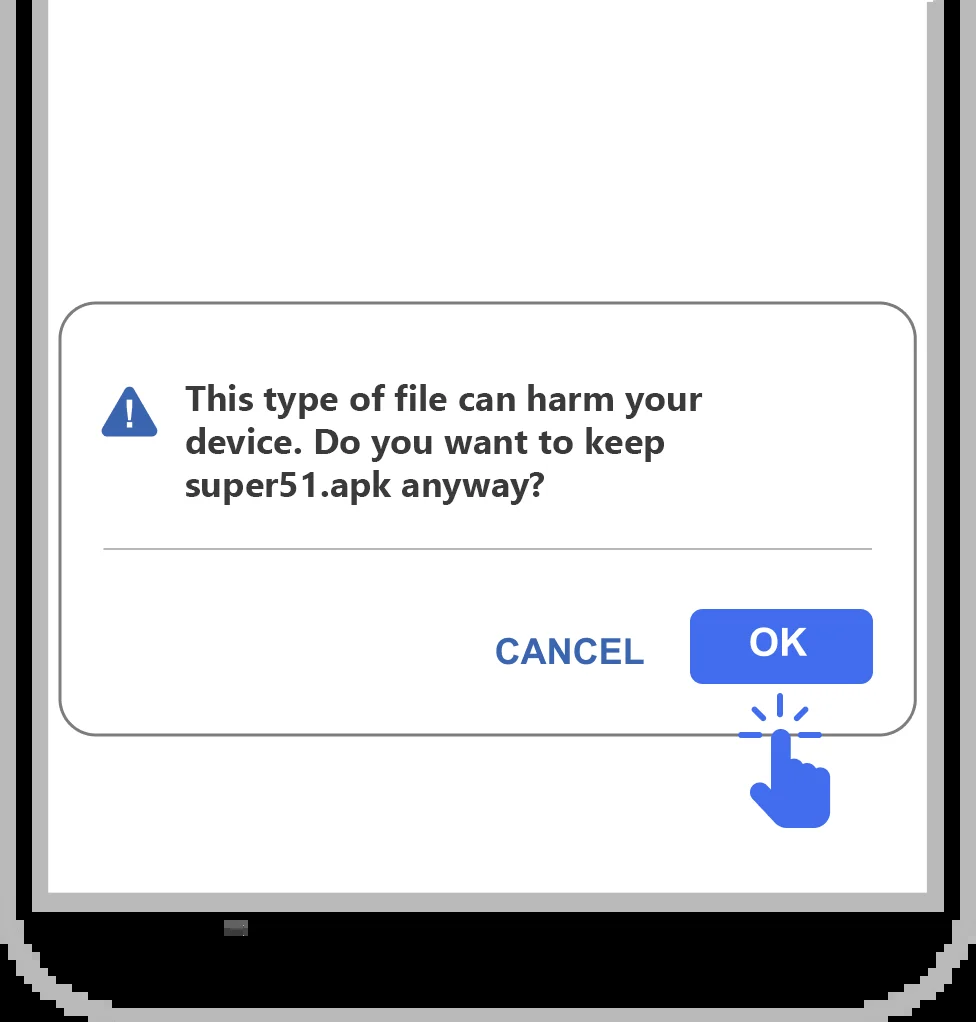 This type of file can harm your
device. Do you want to keep
super51.apk anyway?
CANCEL
OK